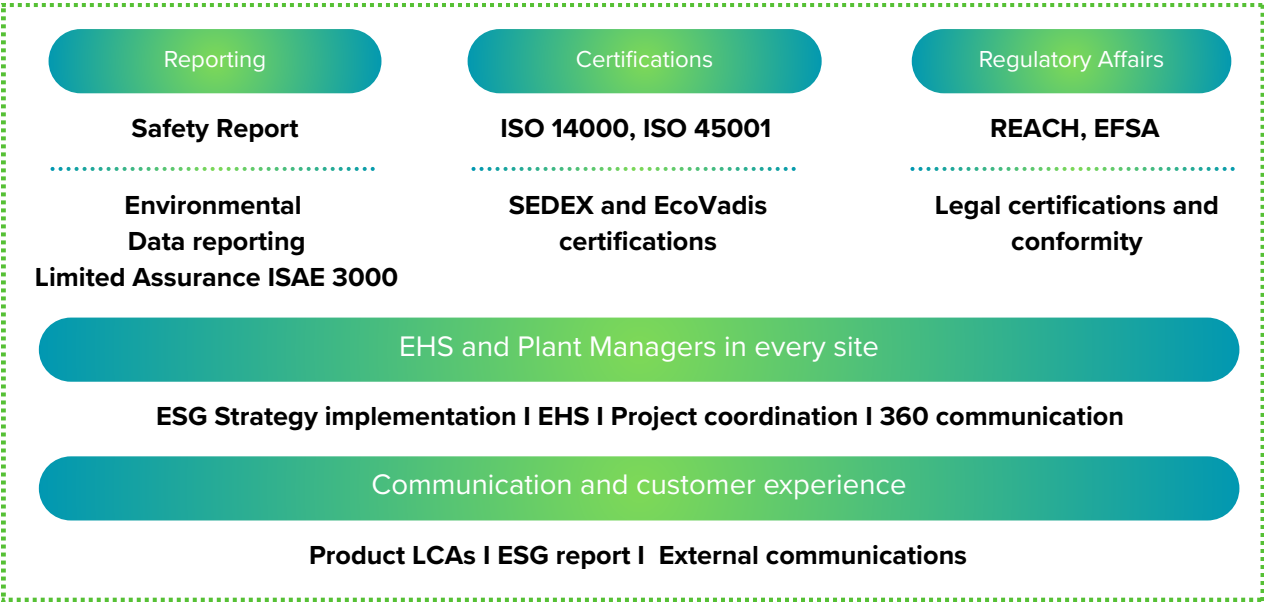 Reporting
Safety Report
Environmental
Data reporting
Limited Assurance ISAE 3000
Certifications
ISO 14000, ISO 45001
SEDEX and EcoVadis
certifications
Regulatory Affairs
REACH, EFSA
Legal certifications and
conformity
EHS and Plant Managers in every site
ESG Strategy implementation I EHS I Project coordination I 360 communication
Communication and customer experience
Product LCAs I ESG report I External communications